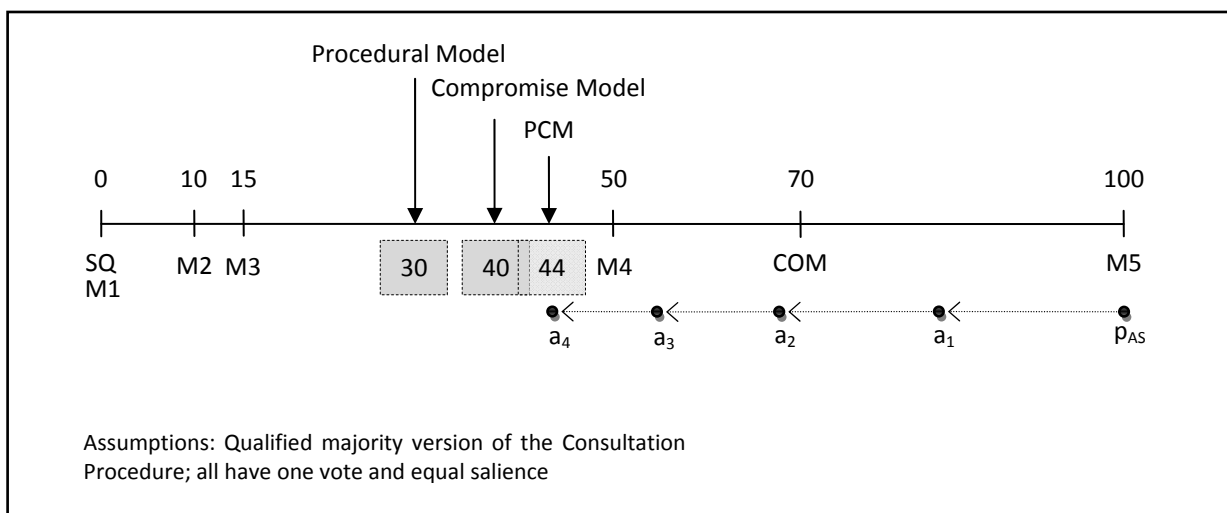 Procedural Model
Compromise Model
PCM
0 10 15 50 70 100
SQ M2 M3 30 40 44 M4 COM M5
M1
a4 a3 a2 a1 pAS
Assumptions: Qualified majority version of the Consultation
Procedure; all have one vote and equal salience